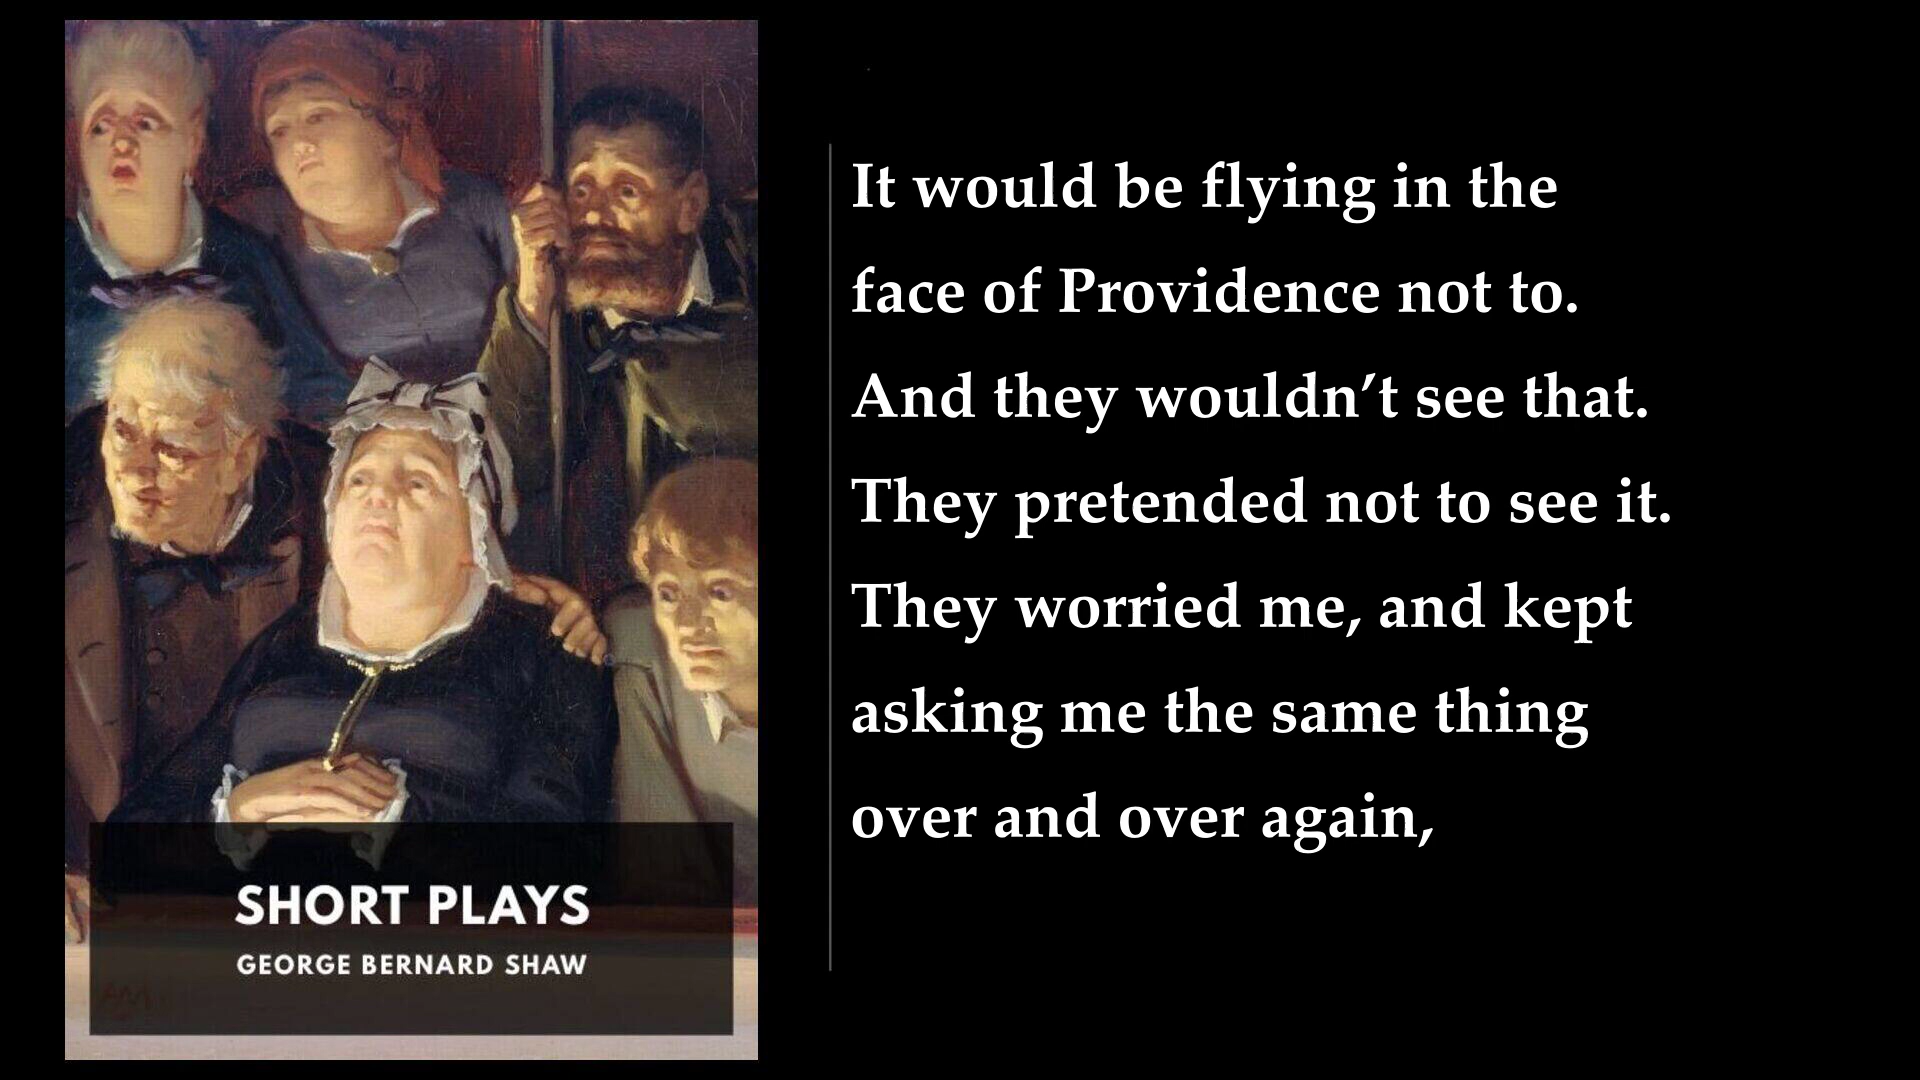 SHORT PLAYS
GEORGE BERNARD SHAW
It would be flying in the
face of Providence not to.
And they wouldn’t see that.
They pretended not to see it.
They worried me, and kept
asking me the same thing
over and over again,